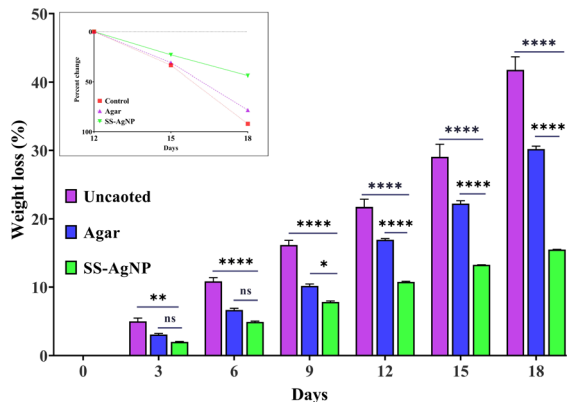 50
40
30
20
10
0
Weight loss (%)
0
50
100
Percent change
Control
Agar
SS-AgNP
12
15
18
Days
Uncaoted
Agar
SS-AgNP
**
ns
****
ns
****
*
****
****
****
****
****
****
0
3
6
9
12
15
18
Days